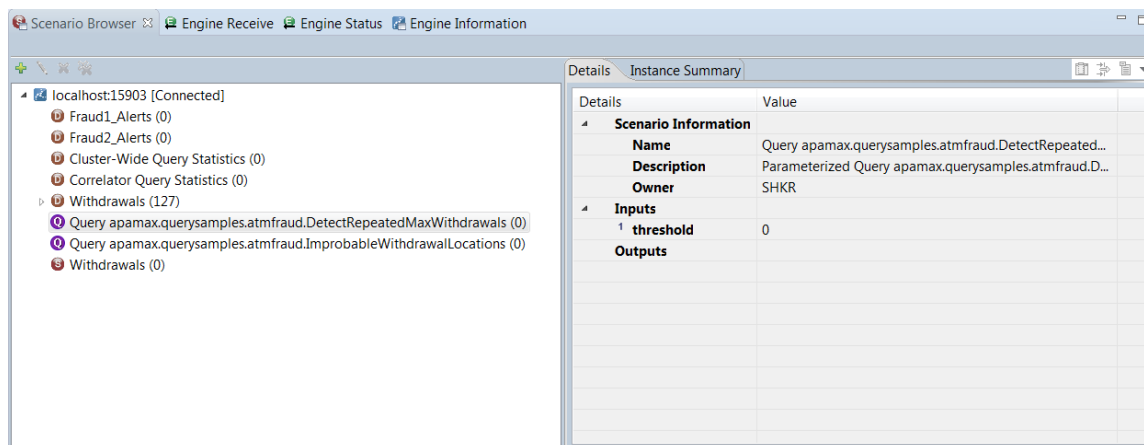 Scenario Browser Engine Receive Engine Status Engine Information
localhost:15903 [Connected]
Fraud1_Alerts (0)
Fraud2_Alerts (0)
Cluster-Wide Query Statistics (0)
Correlator Query Statistics (0)
Withdrawals (127)
Query apamax.querysamples.atmfraud.DetectRepeatedMaxWithdrawals (0)
Query apamax.querysamples.atmfraud.ImprobableWithdrawalLocations (0)
Withdrawals (0)
Details Instance Summary
Details Value
Scenario Information
Name Query apamax.querysamples.atmfraud.DetectRepeated...
Description Parameterized Query apamax.querysamples.atmfraud.D...
Owner SHKR
Inputs
1 threshold 0
Outputs